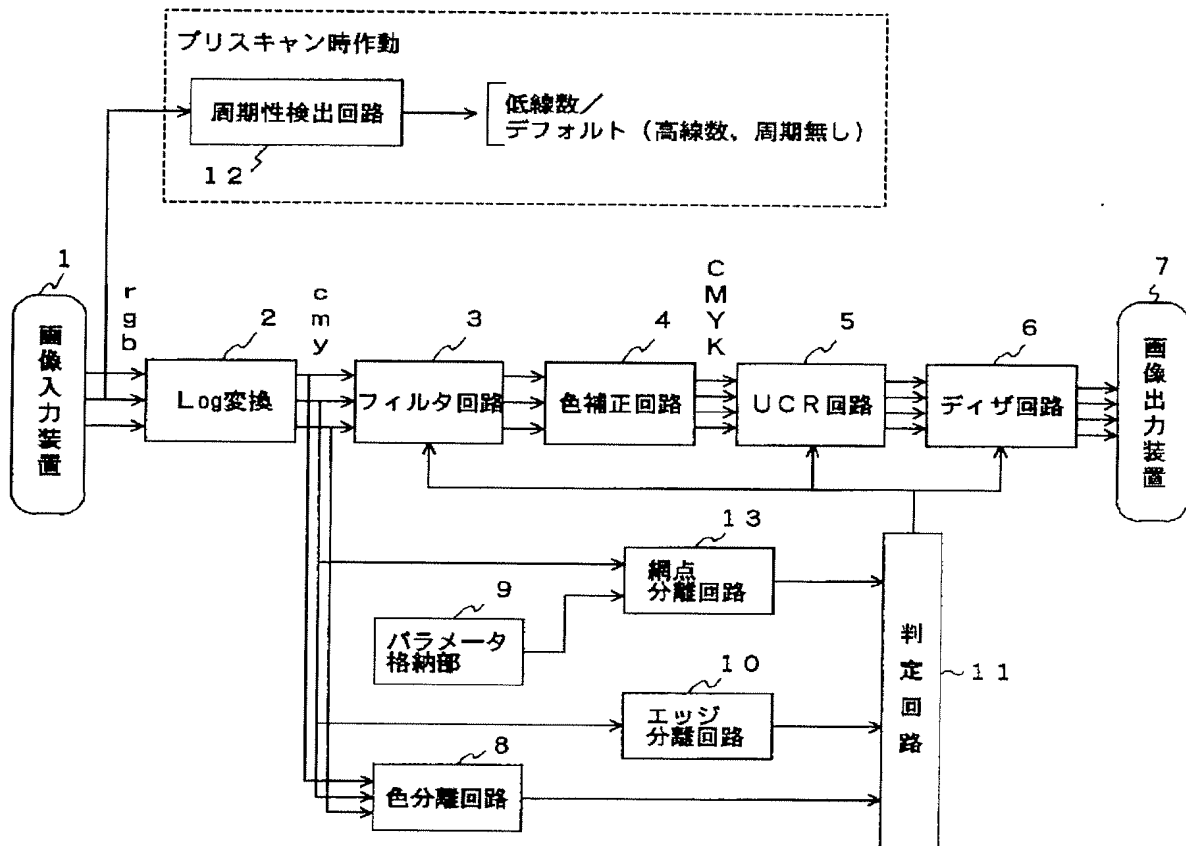 プリスキャン時作動
周期性検出回路
低線数／
デフォルト（高線数、周期無し）
１２
１
画像入力装置
rgb
２
Log変換
cmy
３
フィルタ回路
４
色補正回路
CMYK
５
UCR回路
６
ディザ回路
７
画像出力装置
１３
網点
分離回路
９
パラメータ
格納部
１０
エッジ
分離回路
８
色分離回路
判定回路
１１